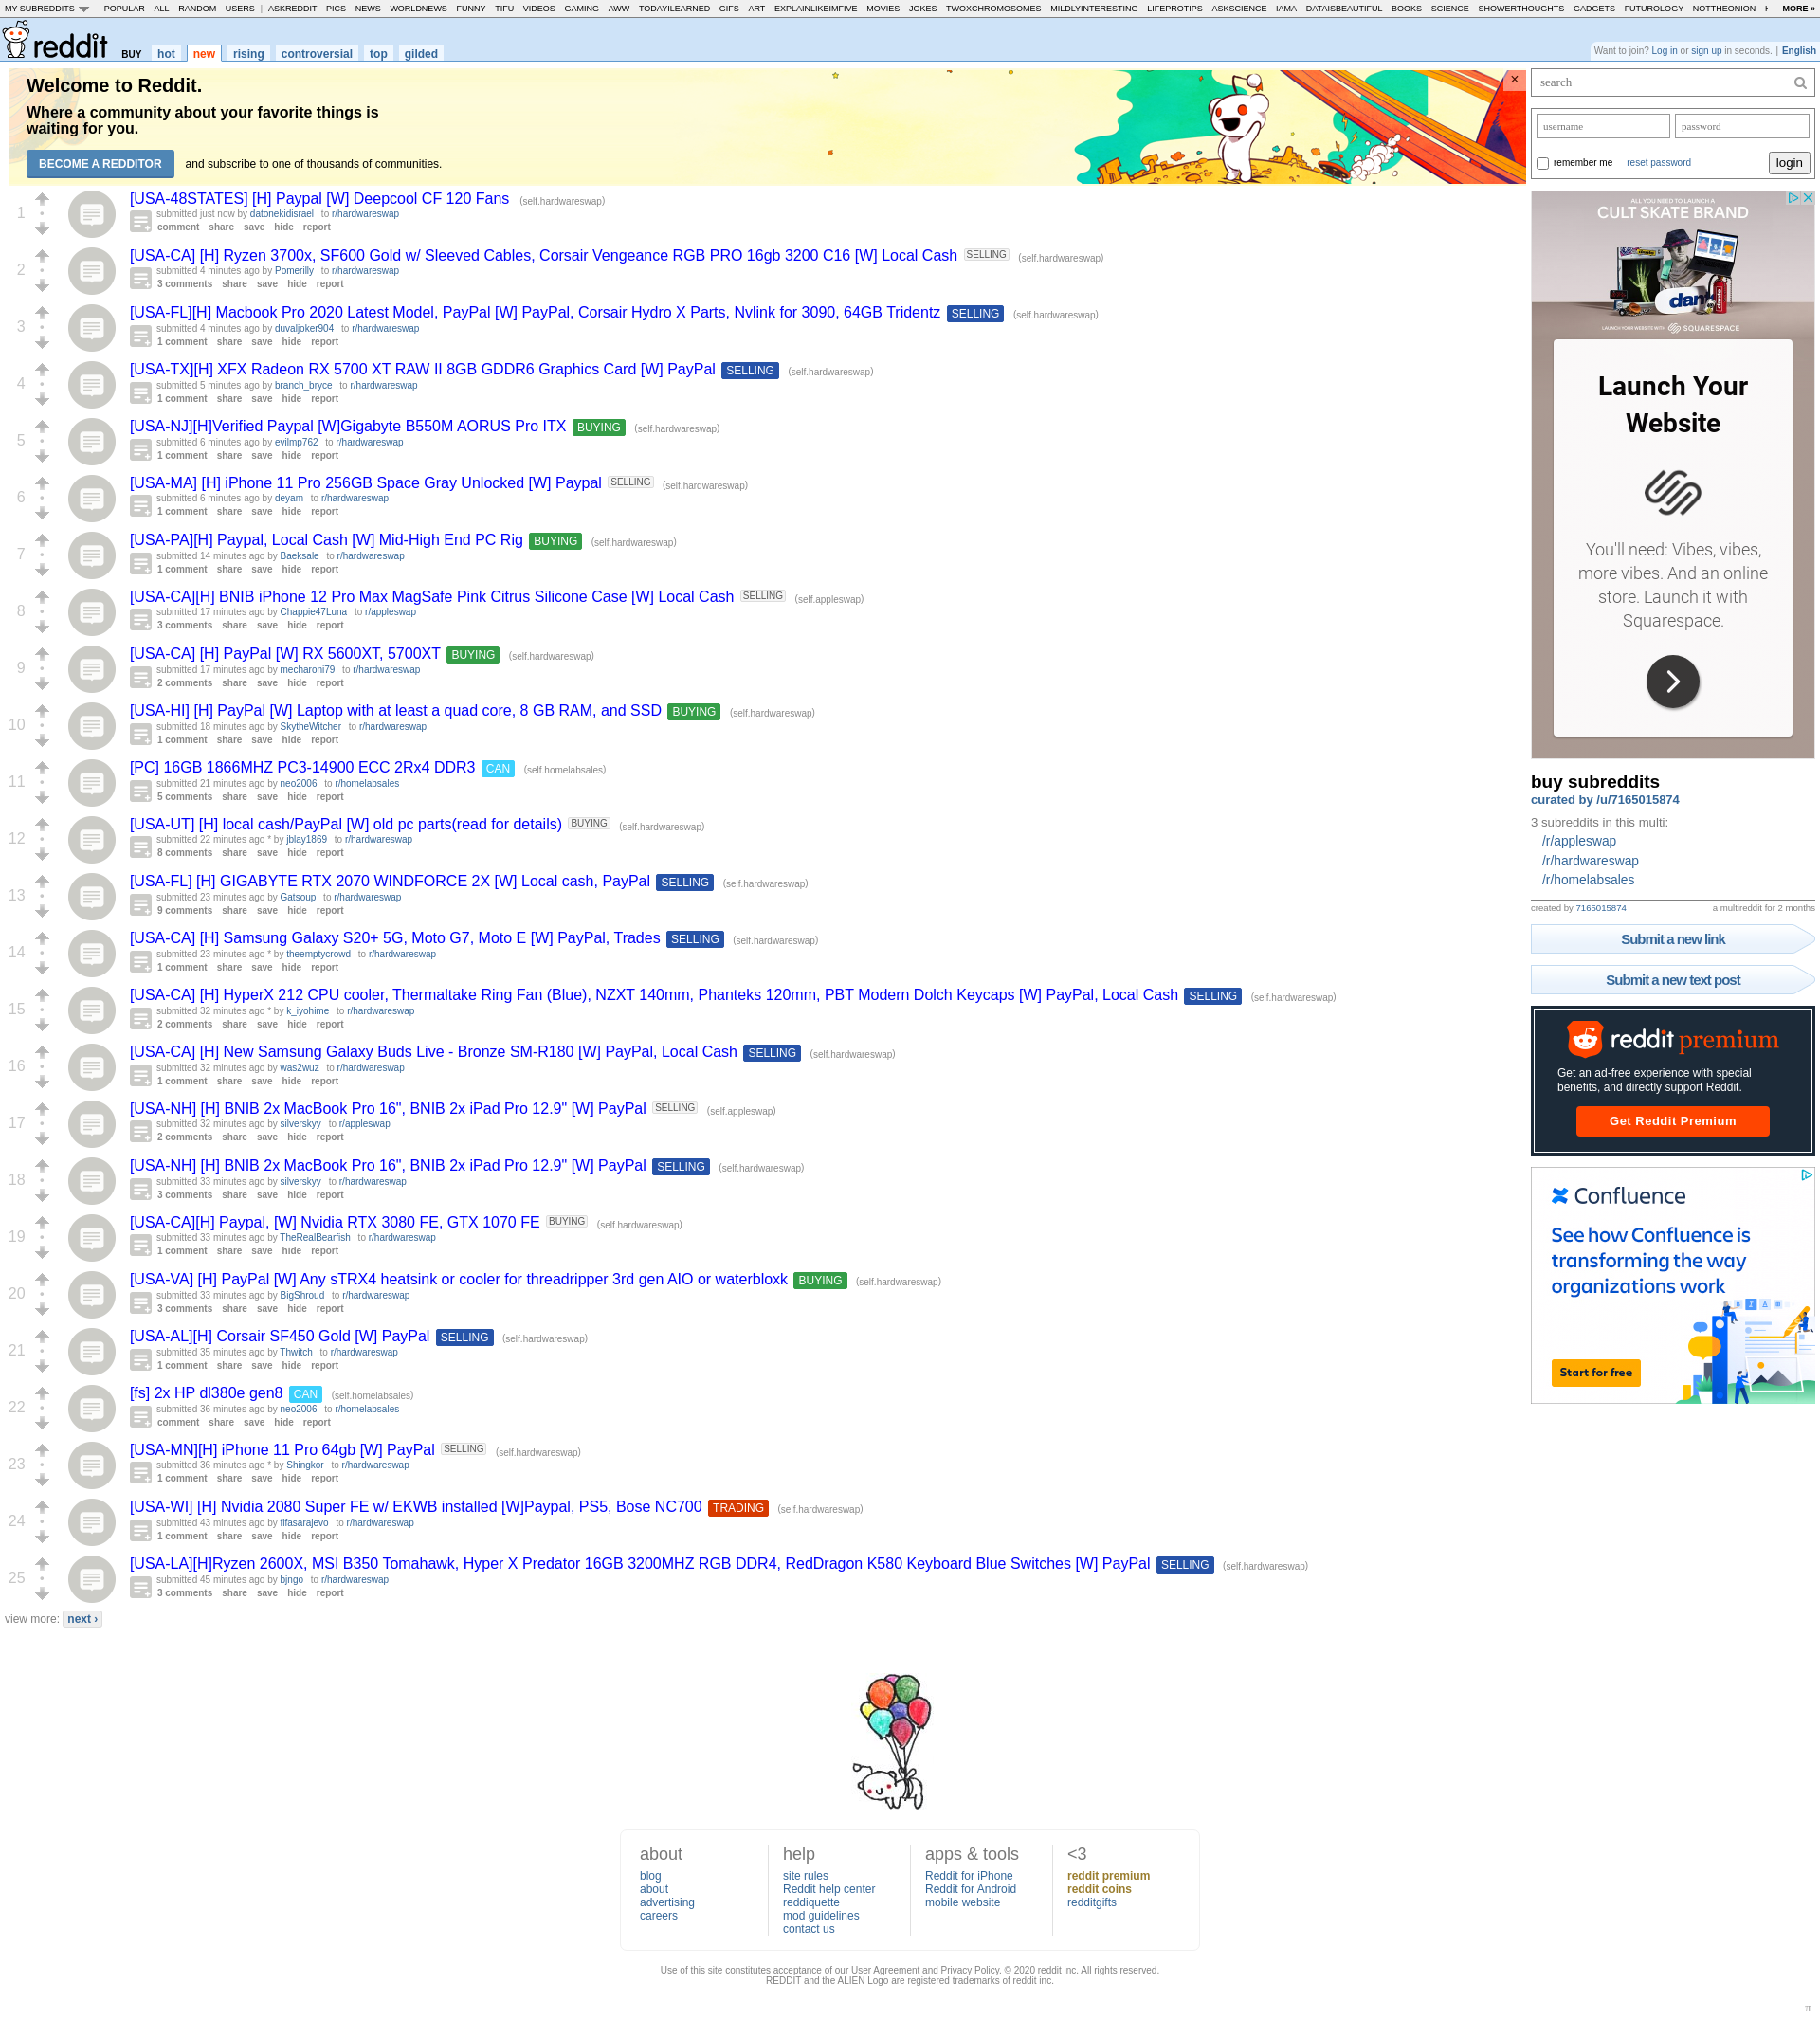 MY SUBREDDITS POPULAR - ALL - RANDOM - USERS | ASKREDDIT - PICS - NEWS - WORLDNEWS - FUNNY - TIFU - VIDEOS - GAMING - AWW - TODAYILEARNED - GIFS - ART - EXPLAINLIKEIMFIVE - MOVIES - JOKES - TWOXCHROMOSOMES - MILDLYINTERESTING - LIFEPROTIPS - ASKSCIENCE - IAMA - DATAISBEAUTIFUL - BOOKS - SCIENCE - SHOWERTHOUGHTS - GADGETS - FUTUROLOGY - NOTTHEONION - MORE »
reddit BUY hot new rising controversial top gilded
Want to join? Log in or sign up in seconds. | English
Welcome to Reddit.
Where a community about your favorite things is
waiting for you.
BECOME A REDDITOR and subscribe to one of thousands of communities.
1
[USA-48STATES] [H] Paypal [W] Deepcool CF 120 Fans (self.hardwareswap)
submitted just now by datonekidisrael to r/hardwareswap
comment share save hide report
2
[USA-CA] [H] Ryzen 3700x, SF600 Gold w/ Sleeved Cables, Corsair Vengeance RGB PRO 16gb 3200 C16 [W] Local Cash SELLING (self.hardwareswap)
submitted 4 minutes ago by Pomerilly to r/hardwareswap
3 comments share save hide report
3
[USA-FL][H] Macbook Pro 2020 Latest Model, PayPal [W] PayPal, Corsair Hydro X Parts, Nvlink for 3090, 64GB Tridentz SELLING (self.hardwareswap)
submitted 4 minutes ago by duvaljoker904 to r/hardwareswap
1 comment share save hide report
4
[USA-TX][H] XFX Radeon RX 5700 XT RAW II 8GB GDDR6 Graphics Card [W] PayPal SELLING (self.hardwareswap)
submitted 5 minutes ago by branch_bryce to r/hardwareswap
1 comment share save hide report
5
[USA-NJ][H]Verified Paypal [W]Gigabyte B550M AORUS Pro ITX BUYING (self.hardwareswap)
submitted 6 minutes ago by evilmp762 to r/hardwareswap
1 comment share save hide report
6
[USA-MA] [H] iPhone 11 Pro 256GB Space Gray Unlocked [W] Paypal SELLING (self.hardwareswap)
submitted 6 minutes ago by deyam to r/hardwareswap
1 comment share save hide report
7
[USA-PA][H] Paypal, Local Cash [W] Mid-High End PC Rig BUYING (self.hardwareswap)
submitted 14 minutes ago by Baeksale to r/hardwareswap
1 comment share save hide report
8
[USA-CA][H] BNIB iPhone 12 Pro Max MagSafe Pink Citrus Silicone Case [W] Local Cash SELLING (self.appleswap)
submitted 17 minutes ago by Chappie47Luna to r/appleswap
3 comments share save hide report
9
[USA-CA] [H] PayPal [W] RX 5600XT, 5700XT BUYING (self.hardwareswap)
submitted 17 minutes ago by mecharoni79 to r/hardwareswap
2 comments share save hide report
10
[USA-HI] [H] PayPal [W] Laptop with at least a quad core, 8 GB RAM, and SSD BUYING (self.hardwareswap)
submitted 18 minutes ago by SkytheWitcher to r/hardwareswap
1 comment share save hide report
11
[PC] 16GB 1866MHZ PC3-14900 ECC 2Rx4 DDR3 CAN (self.homelabsales)
submitted 21 minutes ago by neo2006 to r/homelabsales
5 comments share save hide report
12
[USA-UT] [H] local cash/PayPal [W] old pc parts(read for details) BUYING (self.hardwareswap)
submitted 22 minutes ago * by jblay1869 to r/hardwareswap
8 comments share save hide report
13
[USA-FL] [H] GIGABYTE RTX 2070 WINDFORCE 2X [W] Local cash, PayPal SELLING (self.hardwareswap)
submitted 23 minutes ago by Gatsoup to r/hardwareswap
9 comments share save hide report
14
[USA-CA] [H] Samsung Galaxy S20+ 5G, Moto G7, Moto E [W] PayPal, Trades SELLING (self.hardwareswap)
submitted 23 minutes ago * by theemptycrowd to r/hardwareswap
1 comment share save hide report
15
[USA-CA] [H] HyperX 212 CPU cooler, Thermaltake Ring Fan (Blue), NZXT 140mm, Phanteks 120mm, PBT Modern Dolch Keycaps [W] PayPal, Local Cash SELLING (self.hardwareswap)
submitted 32 minutes ago * by k_iyohime to r/hardwareswap
2 comments share save hide report
16
[USA-CA] [H] New Samsung Galaxy Buds Live - Bronze SM-R180 [W] PayPal, Local Cash SELLING (self.hardwareswap)
submitted 32 minutes ago by was2wuz to r/hardwareswap
1 comment share save hide report
17
[USA-NH] [H] BNIB 2x MacBook Pro 16", BNIB 2x iPad Pro 12.9" [W] PayPal SELLING (self.appleswap)
submitted 32 minutes ago by silverskyy to r/appleswap
2 comments share save hide report
18
[USA-NH] [H] BNIB 2x MacBook Pro 16", BNIB 2x iPad Pro 12.9" [W] PayPal SELLING (self.hardwareswap)
submitted 33 minutes ago by silverskyy to r/hardwareswap
3 comments share save hide report
19
[USA-CA][H] Paypal, [W] Nvidia RTX 3080 FE, GTX 1070 FE BUYING (self.hardwareswap)
submitted 33 minutes ago by TheRealBearfish to r/hardwareswap
1 comment share save hide report
20
[USA-VA] [H] PayPal [W] Any sTRX4 heatsink or cooler for threadripper 3rd gen AIO or waterbloxk BUYING (self.hardwareswap)
submitted 33 minutes ago by BigShroud to r/hardwareswap
3 comments share save hide report
21
[USA-AL][H] Corsair SF450 Gold [W] PayPal SELLING (self.hardwareswap)
submitted 35 minutes ago by Thwitch to r/hardwareswap
1 comment share save hide report
22
[fs] 2x HP dl380e gen8 CAN (self.homelabsales)
submitted 36 minutes ago by neo2006 to r/homelabsales
comment share save hide report
23
[USA-MN][H] iPhone 11 Pro 64gb [W] PayPal SELLING (self.hardwareswap)
submitted 36 minutes ago * by Shingkor to r/hardwareswap
1 comment share save hide report
24
[USA-WI] [H] Nvidia 2080 Super FE w/ EKWB installed [W]Paypal, PS5, Bose NC700 TRADING (self.hardwareswap)
submitted 43 minutes ago by fifasarajevo to r/hardwareswap
1 comment share save hide report
25
[USA-LA][H]Ryzen 2600X, MSI B350 Tomahawk, Hyper X Predator 16GB 3200MHZ RGB DDR4, RedDragon K580 Keyboard Blue Switches [W] PayPal SELLING (self.hardwareswap)
submitted 45 minutes ago by bjngo to r/hardwareswap
3 comments share save hide report
view more: next ›
search
username password
remember me reset password login
ALL YOU NEED TO LAUNCH A
CULT SKATE BRAND
LAUNCH YOUR WEBSITE WITH SQUARESPACE
Launch Your
Website
You'll need: Vibes, vibes,
more vibes. And an online
store. Launch it with
Squarespace.
buy subreddits
curated by /u/7165015874
3 subreddits in this multi:
/r/appleswap
/r/hardwareswap
/r/homelabsales
created by 7165015874 a multireddit for 2 months
Submit a new link
Submit a new text post
reddit premium
Get an ad-free experience with special
benefits, and directly support Reddit.
Get Reddit Premium
Confluence
See how Confluence is
transforming the way
organizations work
Start for free
about
blog
about
advertising
careers
help
site rules
Reddit help center
reddiquette
mod guidelines
contact us
apps & tools
Reddit for iPhone
Reddit for Android
mobile website
<3
reddit premium
reddit coins
redditgifts
Use of this site constitutes acceptance of our User Agreement and Privacy Policy. © 2020 reddit inc. All rights reserved.
REDDIT and the ALIEN Logo are registered trademarks of reddit inc.
π